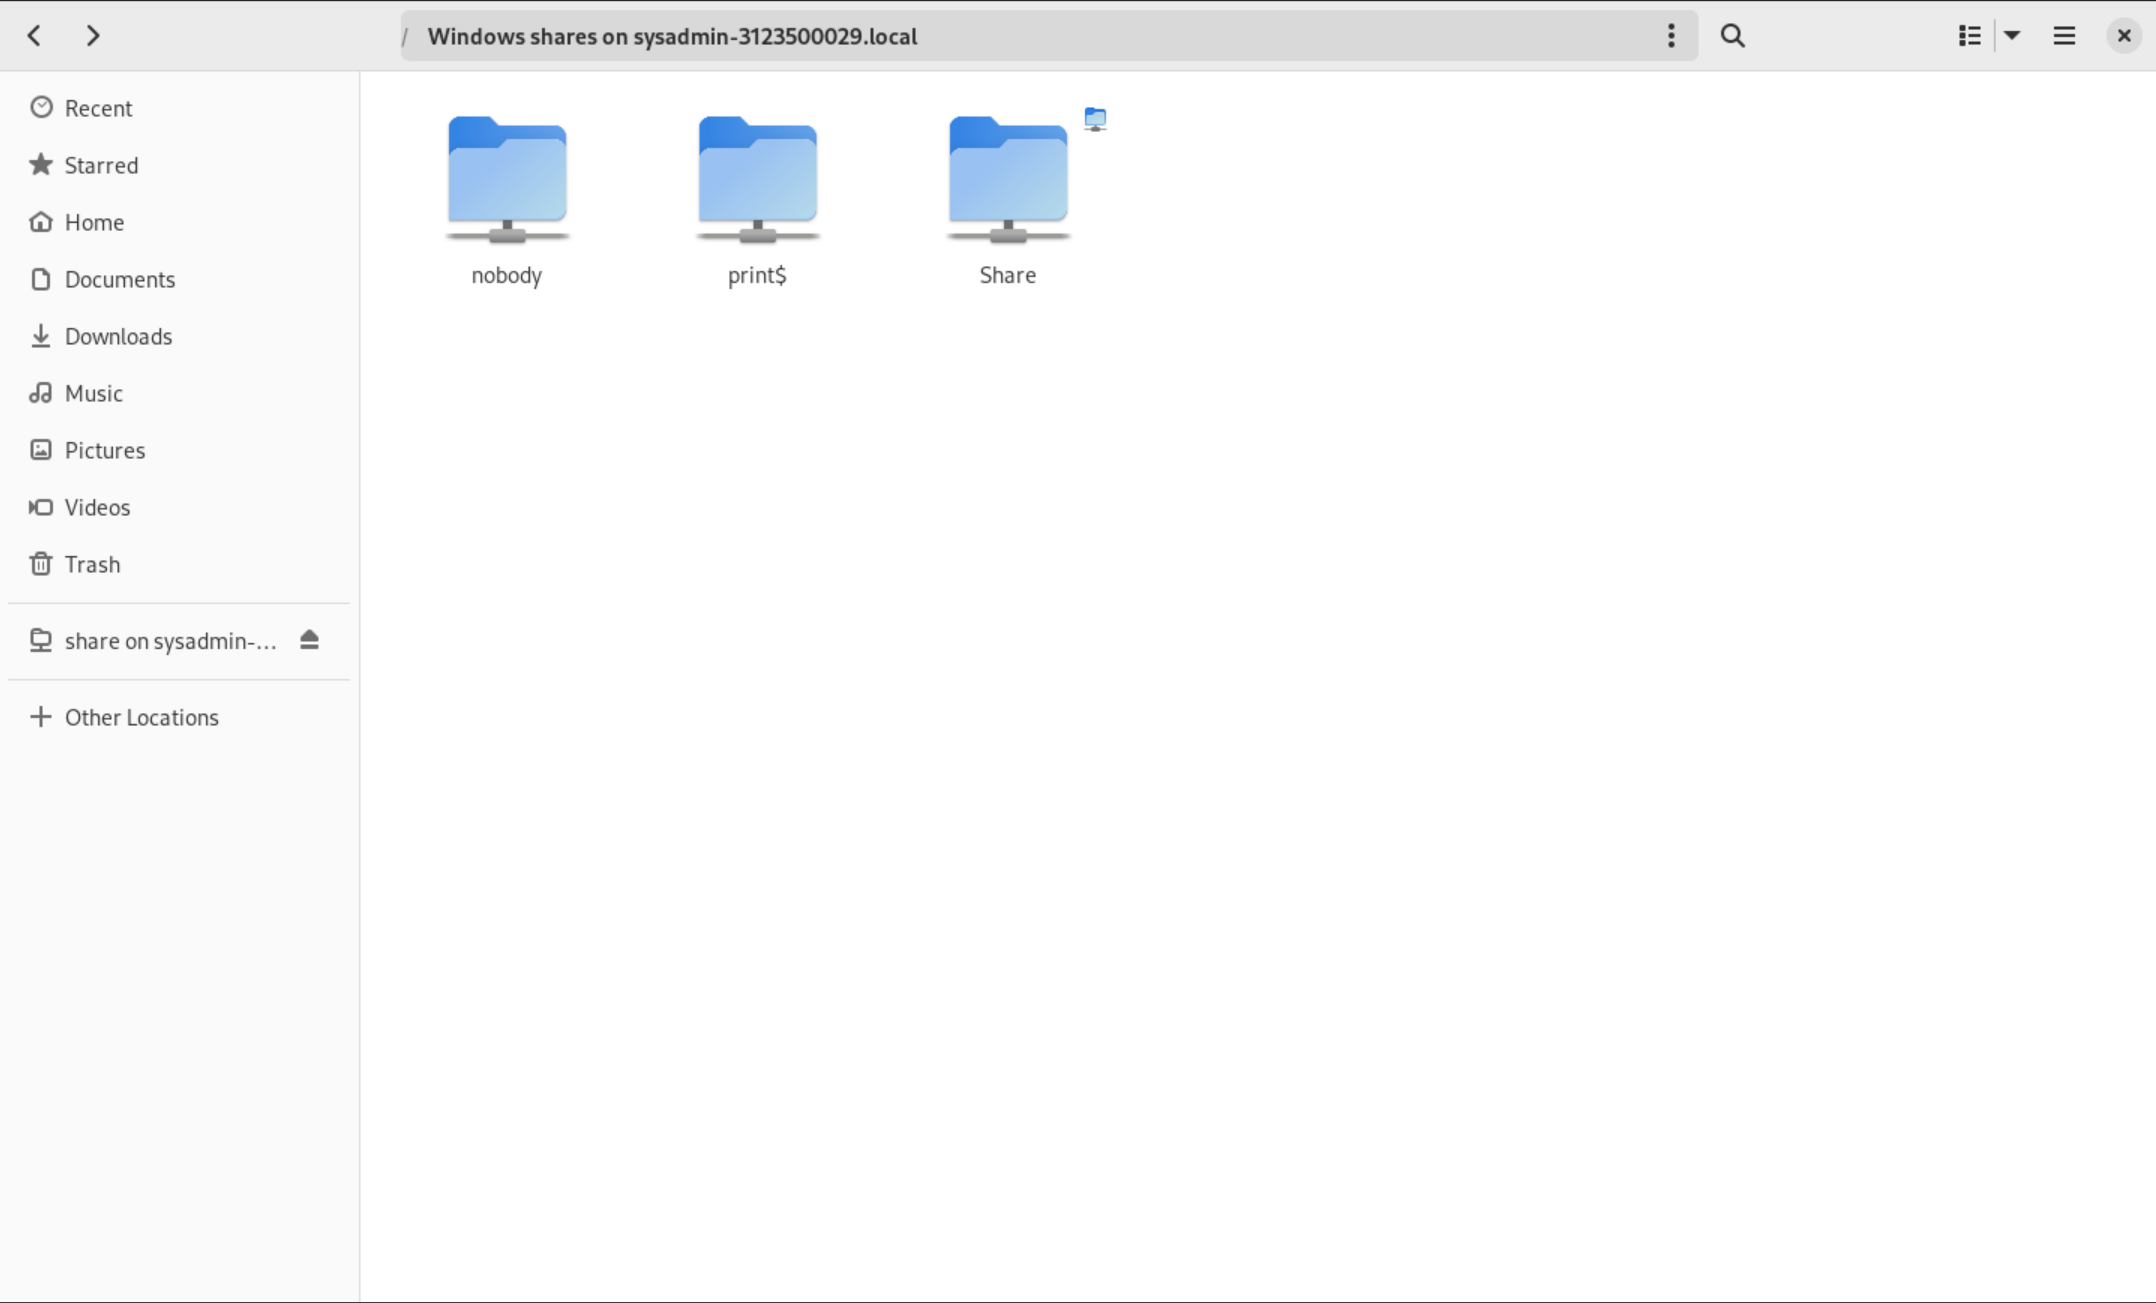 / Windows shares on sysadmin-3123500029.local
Recent
Starred
Home
Documents
Downloads
Music
Pictures
Videos
Trash
share on sysadmin-...
Other Locations
nobody
print$
Share